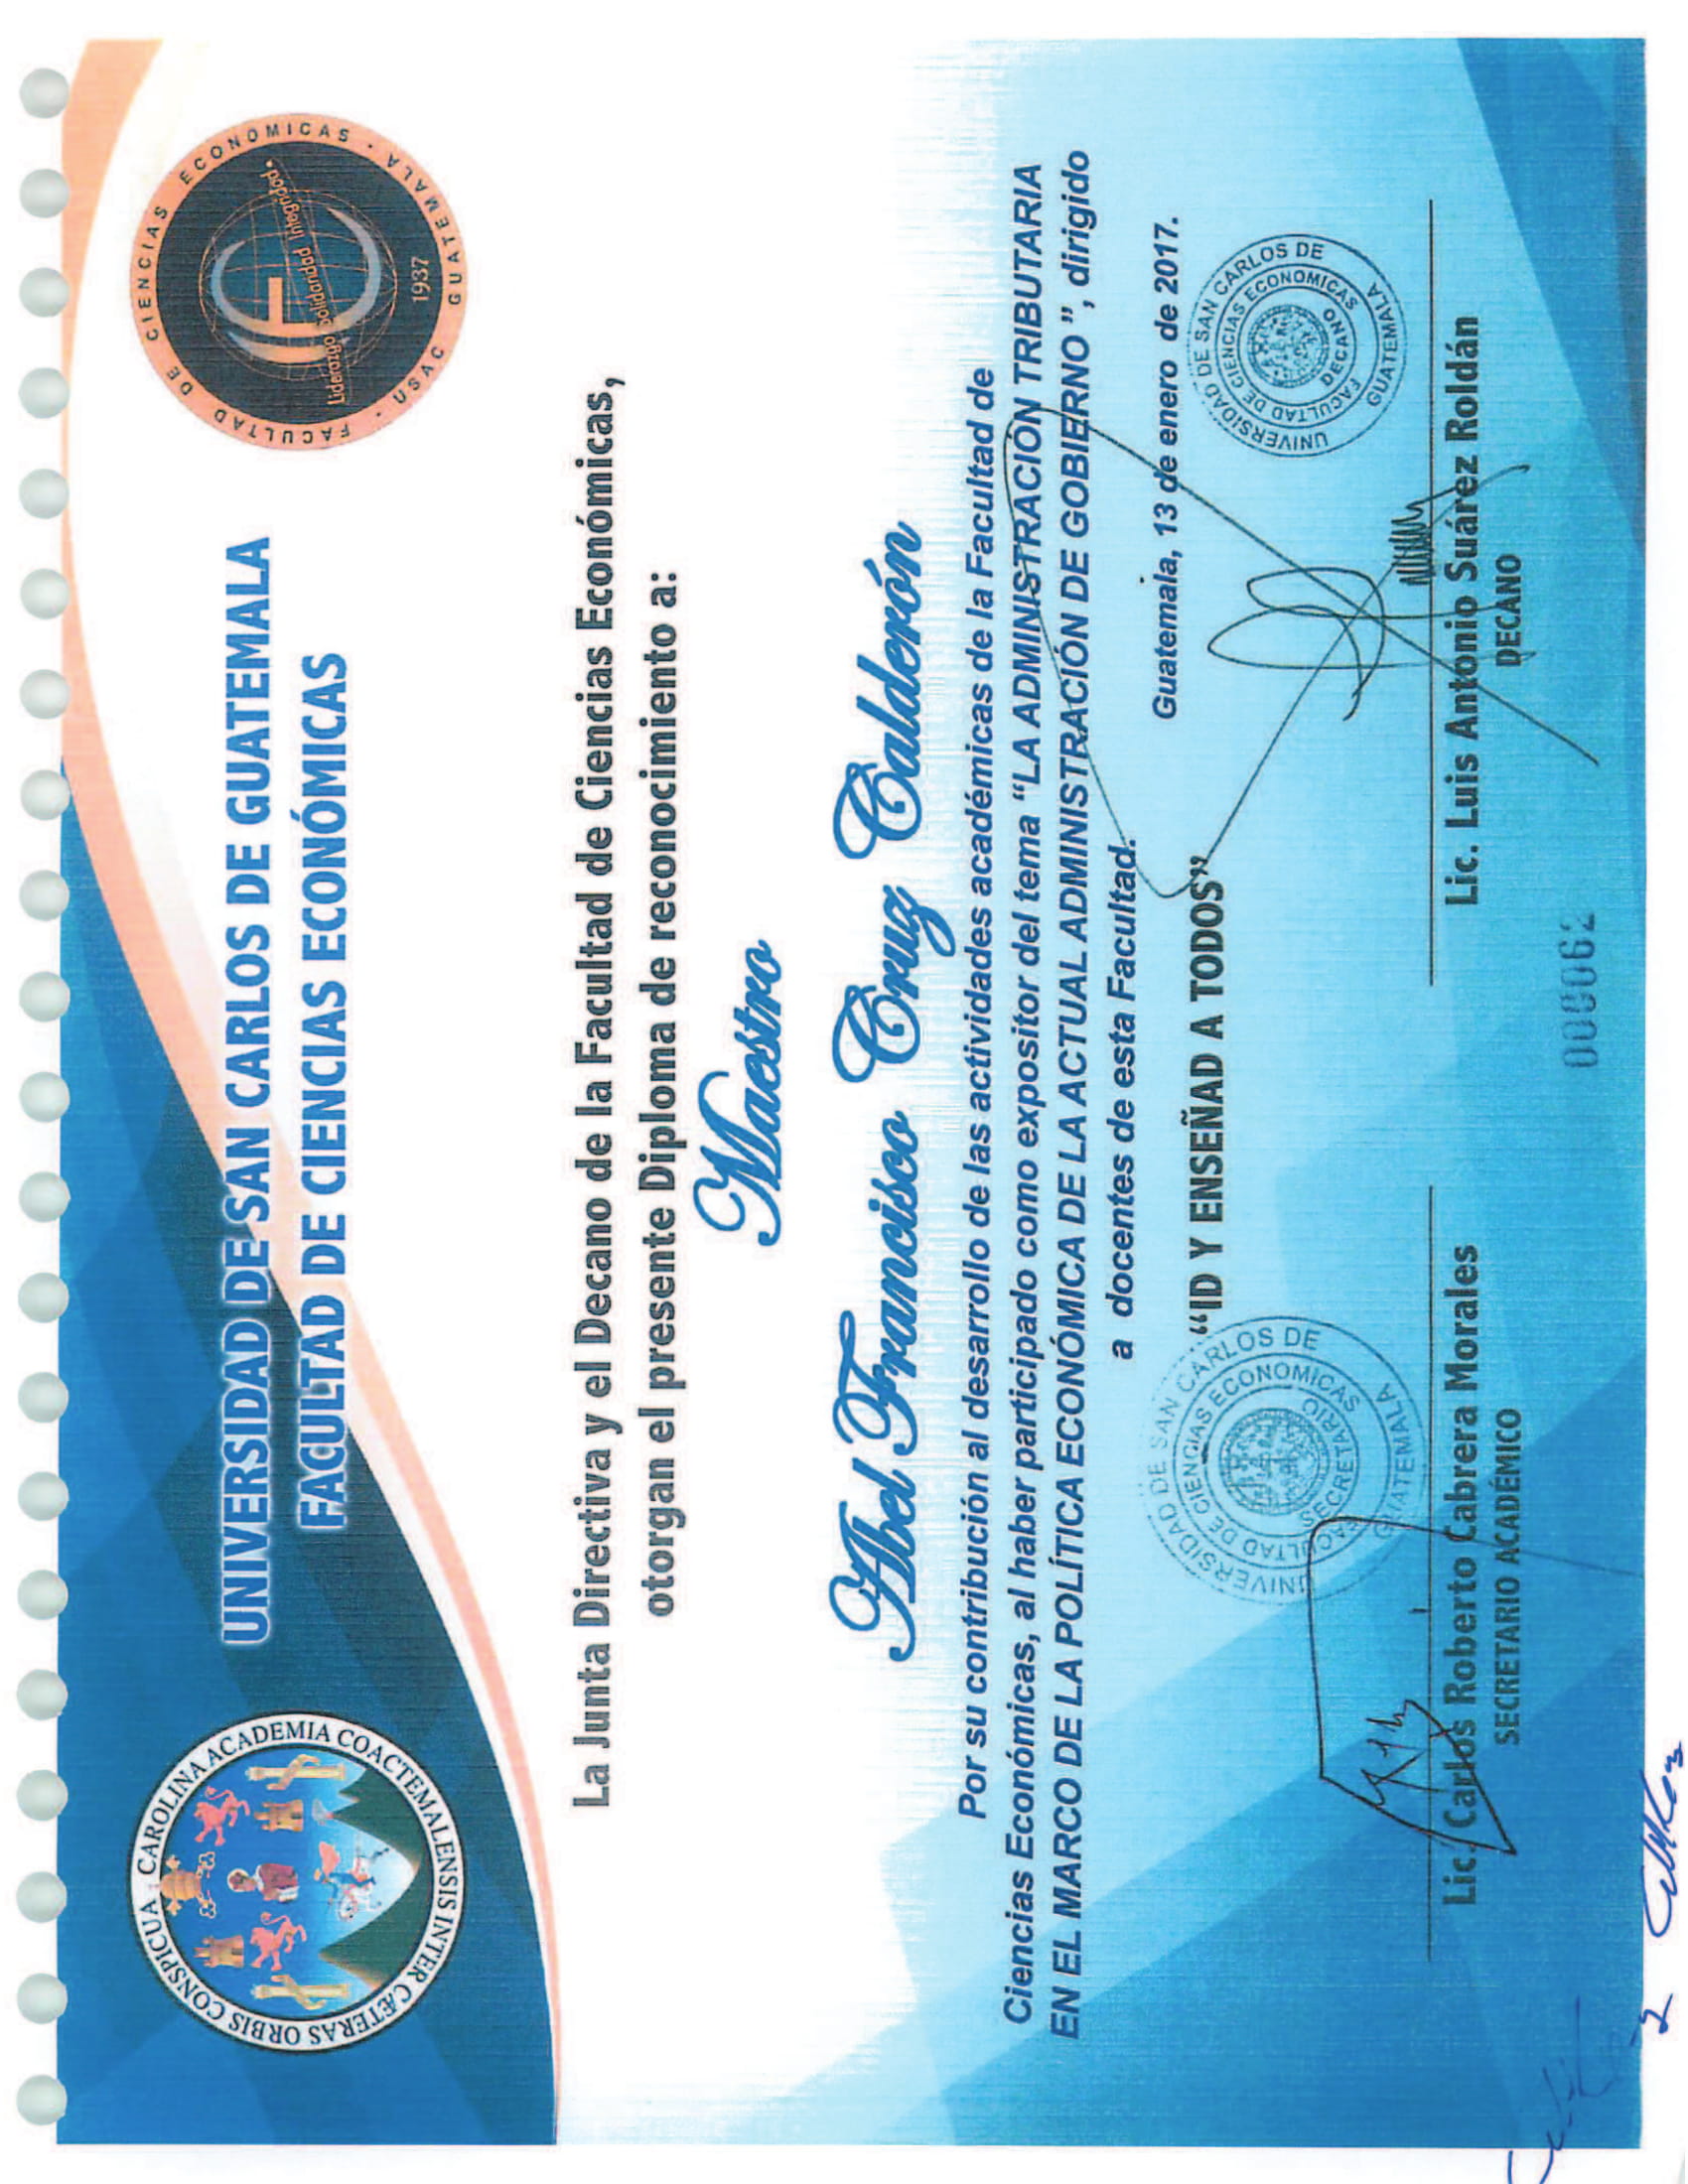 UNIVERSIDAD DE SAN CARLOS DE GUATEMALA
FACULTAD DE CIENCIAS ECONÓMICAS
CAROLINA ACADEMIA COACTEMALENSIS INTER CÆTERAS ORBIS CONSPICUA
FACULTAD DE CIENCIAS ECONOMICAS · USAC GUATEMALA ·
Liderazgo Solidaridad Integridad.
1937
La Junta Directiva y el Decano de la Facultad de Ciencias Económicas,
otorgan el presente Diploma de reconocimiento a:
Maestro
Abel Francisco Cruz Calderón
Por su contribución al desarrollo de las actividades académicas de la Facultad de
Ciencias Económicas, al haber participado como expositor del tema “LA ADMINISTRACIÓN TRIBUTARIA
EN EL MARCO DE LA POLÍTICA ECONÓMICA DE LA ACTUAL ADMINISTRACIÓN DE GOBIERNO ”, dirigido
a docentes de esta Facultad.
Guatemala, 13 de enero de 2017.
“ID Y ENSEÑAD A TODOS”
UNIVERSIDAD DE SAN CARLOS DE GUATEMALA
FACULTAD DE CIENCIAS ECONOMICAS
SECRETARIO
UNIVERSIDAD DE SAN CARLOS DE GUATEMALA
FACULTAD DE CIENCIAS ECONOMICAS
DECANO
Lic. Carlos Roberto Cabrera Morales
SECRETARIO ACADÉMICO
Lic. Luis Antonio Suárez Roldán
DECANO
000062